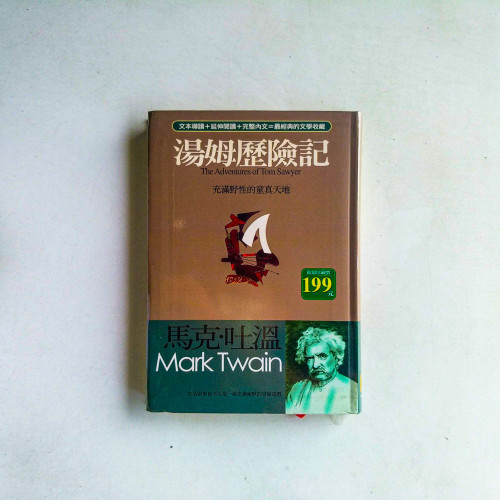 文本導讀+延伸閱讀+完整內文=最經典的文學收藏
湯姆歷險記
The Adventures of Tom Sawyer
充滿野性的童真天地
199
元
馬克·吐溫
Mark Twain